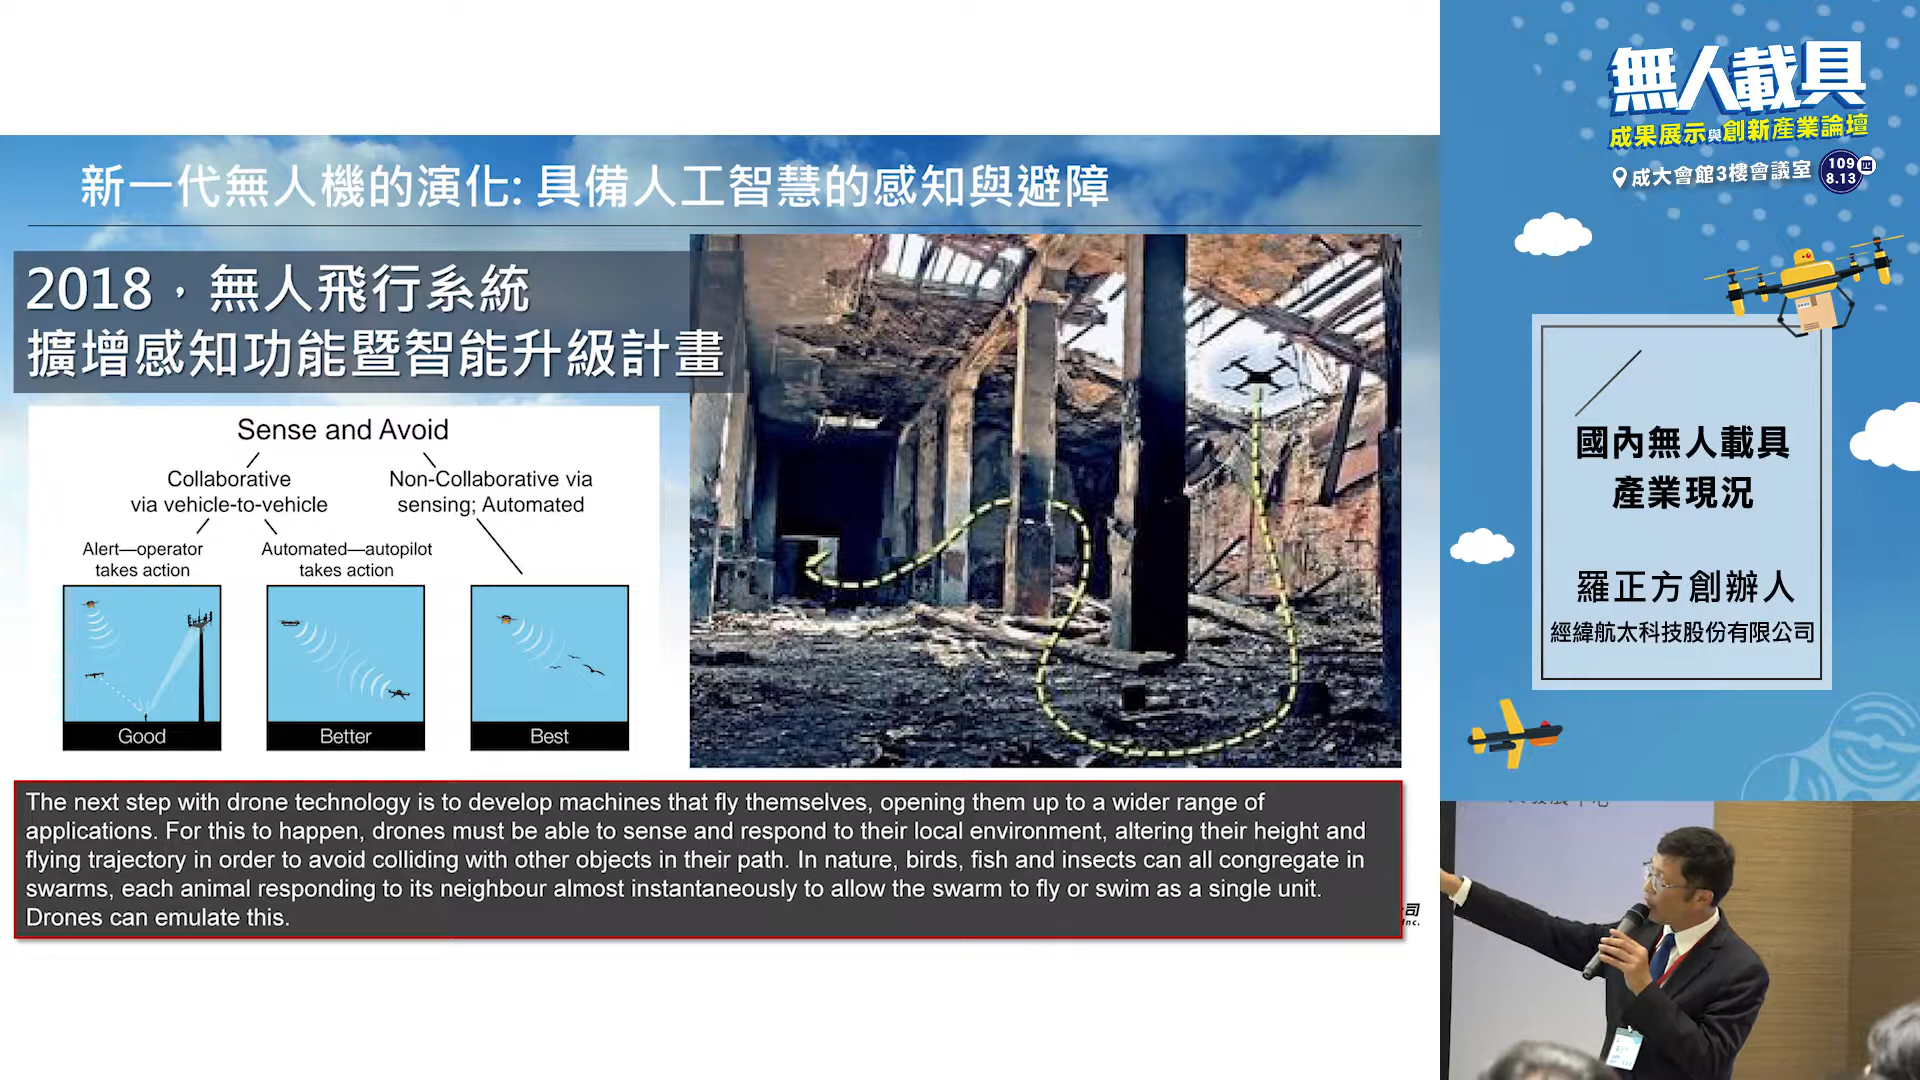 新一代無人機的演化: 具備人工智慧的感知與避障
2018，無人飛行系統
擴增感知功能暨智能升級計畫
Sense and Avoid
Collaborative
via vehicle-to-vehicle
Non-Collaborative via
sensing; Automated
Alert—operator
takes action
Automated—autopilot
takes action
Good
Better
Best
The next step with drone technology is to develop machines that fly themselves, opening them up to a wider range of
applications. For this to happen, drones must be able to sense and respond to their local environment, altering their height and
flying trajectory in order to avoid colliding with other objects in their path. In nature, birds, fish and insects can all congregate in
swarms, each animal responding to its neighbour almost instantaneously to allow the swarm to fly or swim as a single unit.
Drones can emulate this.
司
Inc.
無人載具
成果展示與創新產業論壇
成大會館3樓會議室
109
8.13
四
國內無人載具
產業現況
羅正方創辦人
經緯航太科技股份有限公司